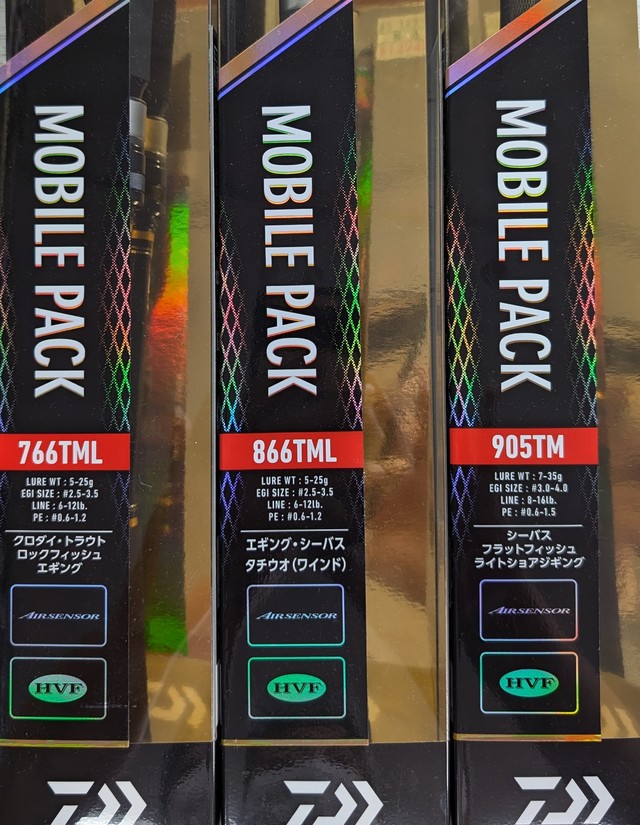 MOBILE PACK
766TML
LURE WT : 5-25g
EGI SIZE : #2.5-3.5
LINE : 6-12lb.
PE : #0.6-1.2
クロダイ・トラウト
ロックフィッシュ
エギング
AIRSENSOR
HVF
MOBILE PACK
866TML
LURE WT : 5-25g
EGI SIZE : #2.5-3.5
LINE : 6-12lb.
PE : #0.6-1.2
エギング・シーバス
タチウオ(ワインド)
AIRSENSOR
HVF
MOBILE PACK
905TM
LURE WT : 7-35g
EGI SIZE : #3.0-4.0
LINE : 8-16lb.
PE : #0.6-1.5
シーバス
フラットフィッシュ
ライトショアジギング
AIRSENSOR
HVF